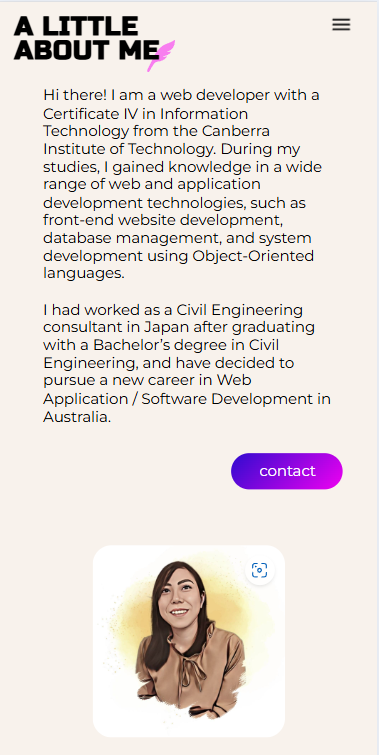 A LITTLE
ABOUT ME
Hi there! I am a web developer with a
Certificate IV in Information
Technology from the Canberra
Institute of Technology. During my
studies, I gained knowledge in a wide
range of web and application
development technologies, such as
front-end website development,
database management, and system
development using Object-Oriented
languages.
I had worked as a Civil Engineering
consultant in Japan after graduating
with a Bachelor’s degree in Civil
Engineering, and have decided to
pursue a new career in Web
Application / Software Development in
Australia.
contact